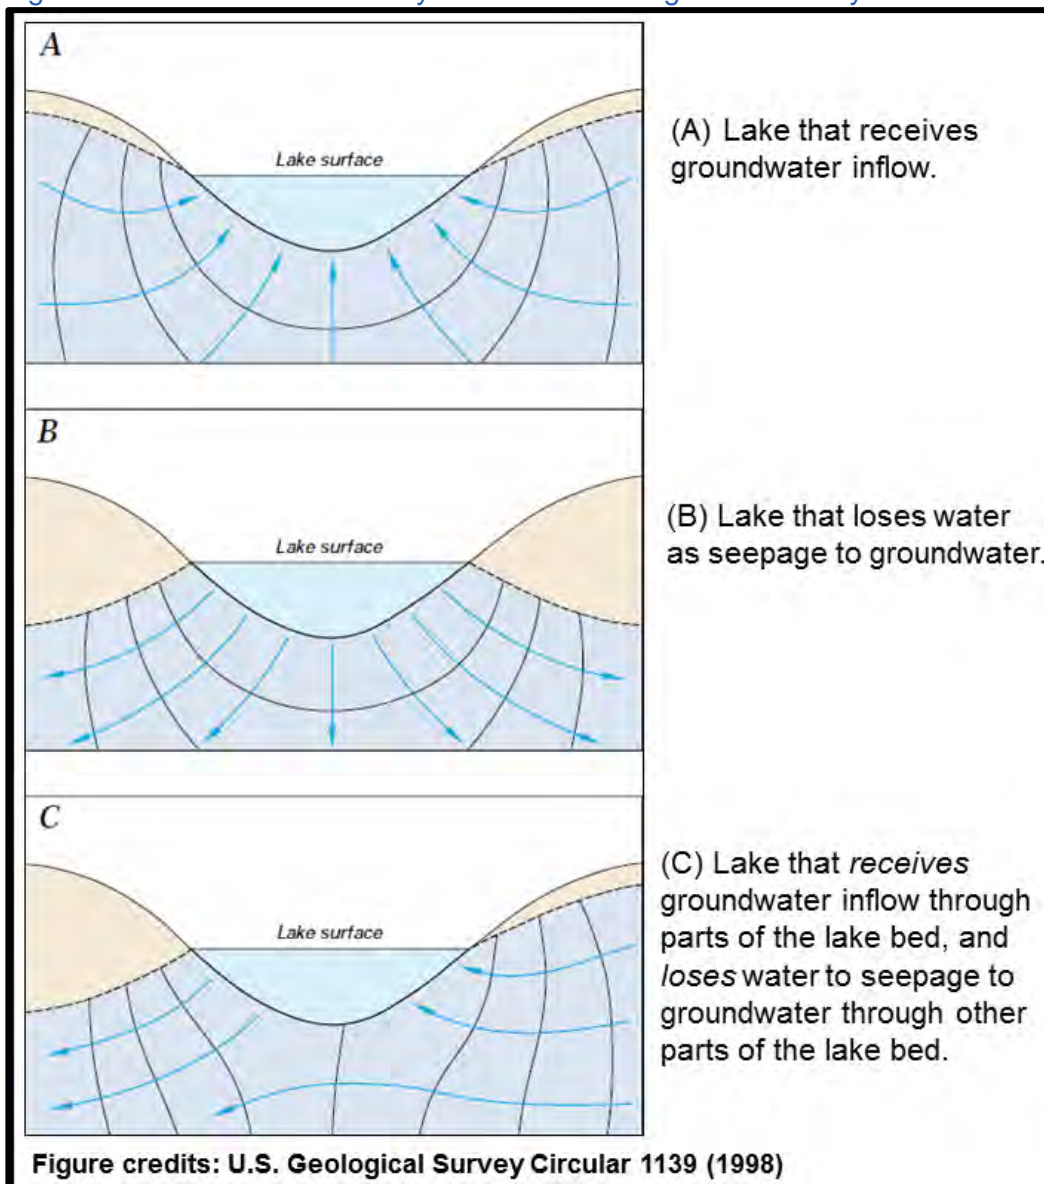 A
Lake surface
(A) Lake that receives
groundwater inflow.
B
Lake surface
(B) Lake that loses water
as seepage to groundwater.
C
Lake surface
(C) Lake that receives
groundwater inflow through
parts of the lake bed, and
loses water to seepage to
groundwater through other
parts of the lake bed.
Figure credits: U.S. Geological Survey Circular 1139 (1998)